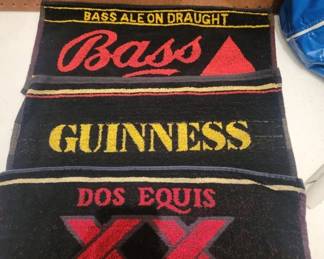 BASS ALE ON DRAUGHT
Bass
GUINNESS
DOS EQUIS
XX